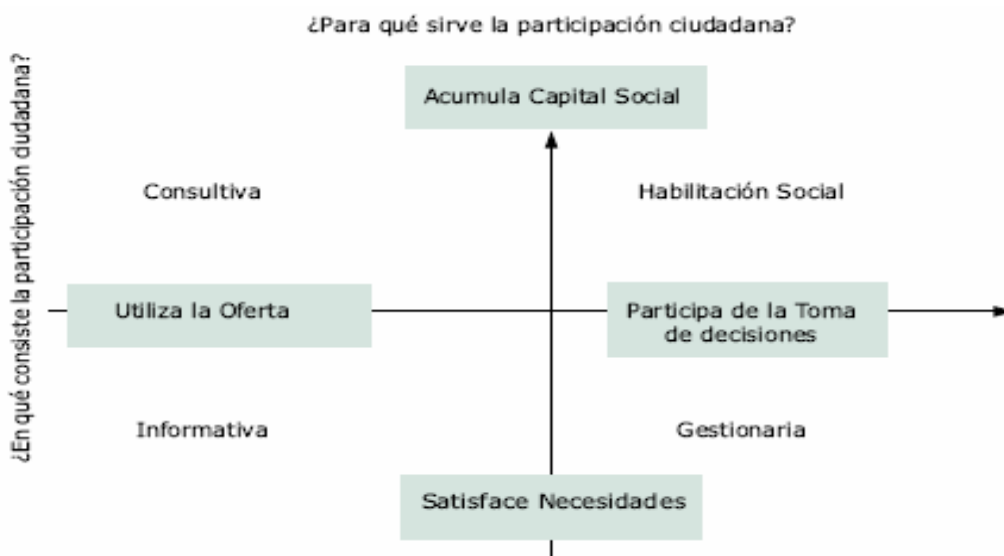 ¿Para qué sirve la participación ciudadana?
¿En qué consiste la participación ciudadana?
Acumula Capital Social
Consultiva
Habilitación Social
Utiliza la Oferta
Participa de la Toma
de decisiones
Informativa
Gestionaria
Satisface Necesidades